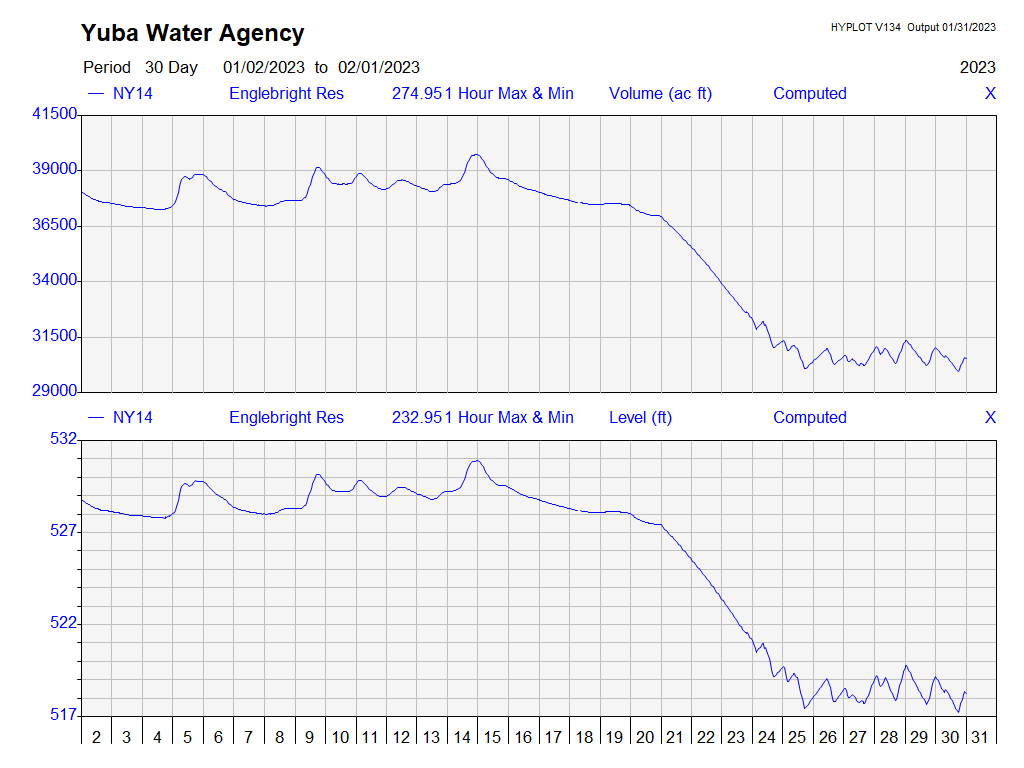 Yuba Water Agency
HYPLOT V134 Output 01/31/2023
Period 30 Day 01/02/2023 to 02/01/2023
2023
NY14 Englebright Res 274.951 Hour Max & Min Volume (ac ft) Computed X
41500
39000
36500
34000
31500
29000
NY14 Englebright Res 232.951 Hour Max & Min Level (ft) Computed X
532
527
522
517
2 3 4 5 6 7 8 9 10 11 12 13 14 15 16 17 18 19 20 21 22 23 24 25 26 27 28 29 30 31